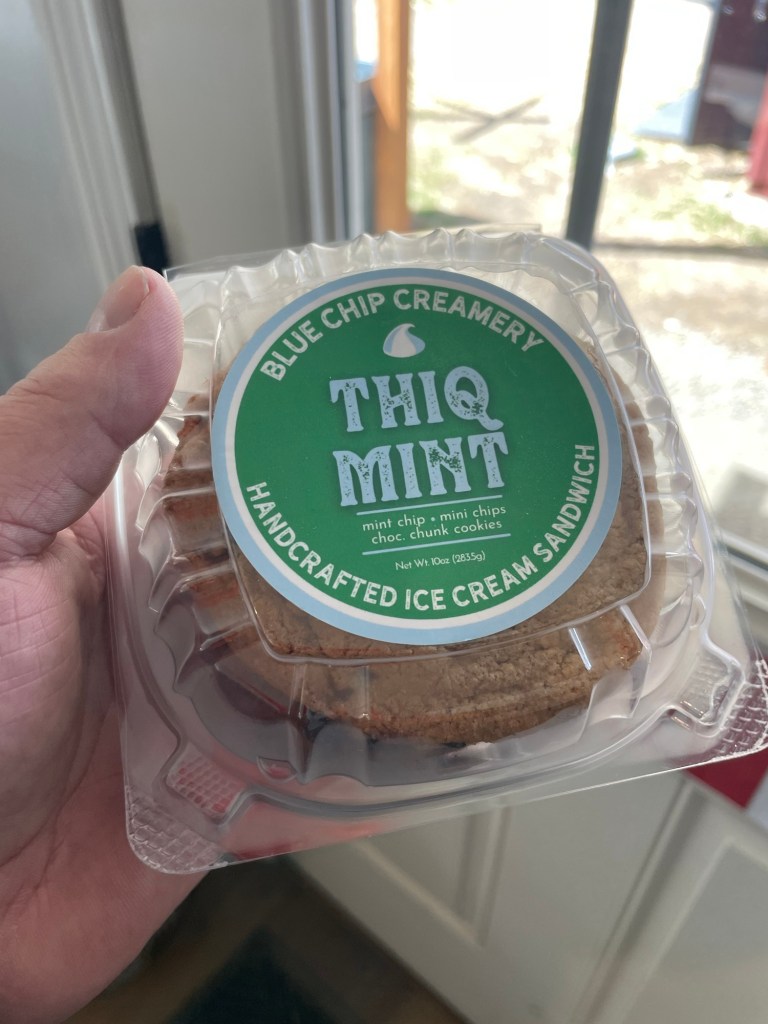 BLUE CHIP CREAMERY
THIQ
MINT
mint chip • mini chips
choc. chunk cookies
Net Wt. 10oz (283.5g)
HANDCRAFTED ICE CREAM SANDWICH